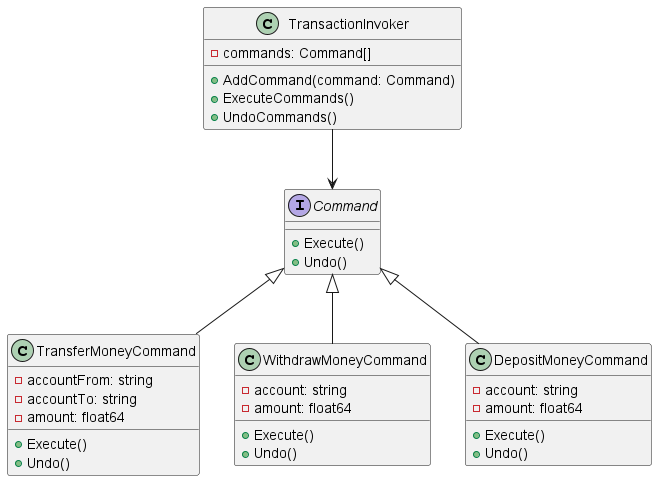 C TransactionInvoker
commands: Command[]
AddCommand(command: Command)
ExecuteCommands()
UndoCommands()
I Command
Execute()
Undo()
C TransferMoneyCommand
accountFrom: string
accountTo: string
amount: float64
Execute()
Undo()
C WithdrawMoneyCommand
account: string
amount: float64
Execute()
Undo()
C DepositMoneyCommand
account: string
amount: float64
Execute()
Undo()